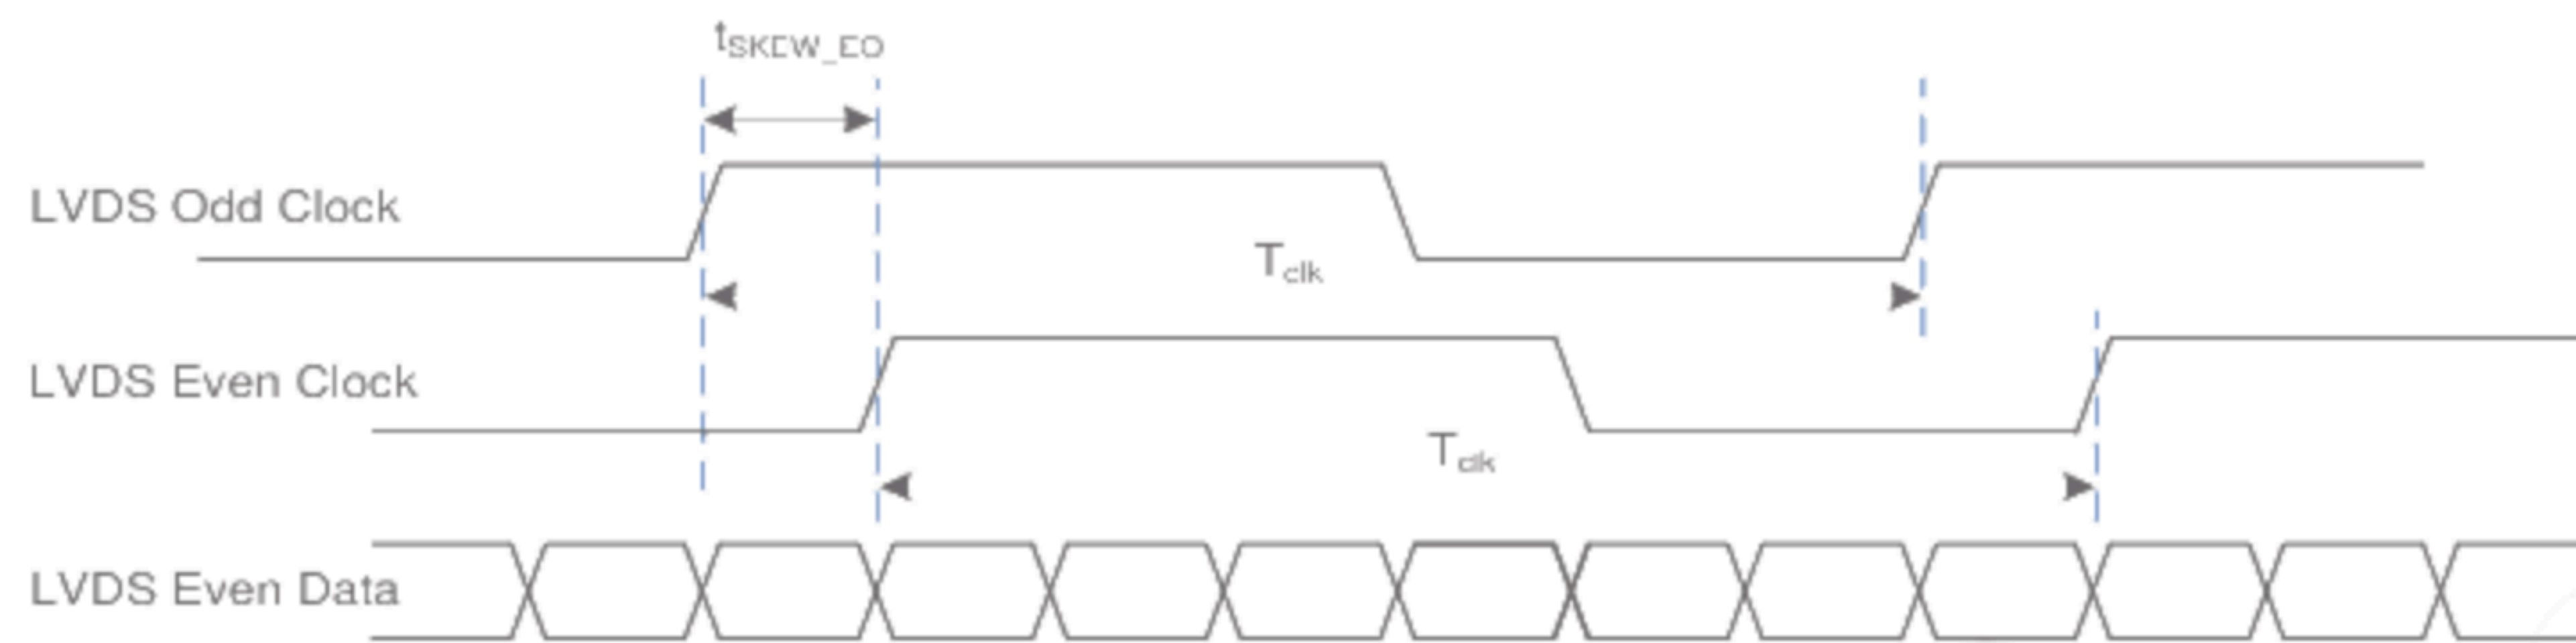 tSKEW_EO
LVDS Odd Clock
Tclk
LVDS Even Clock
Tclk
LVDS Even Data